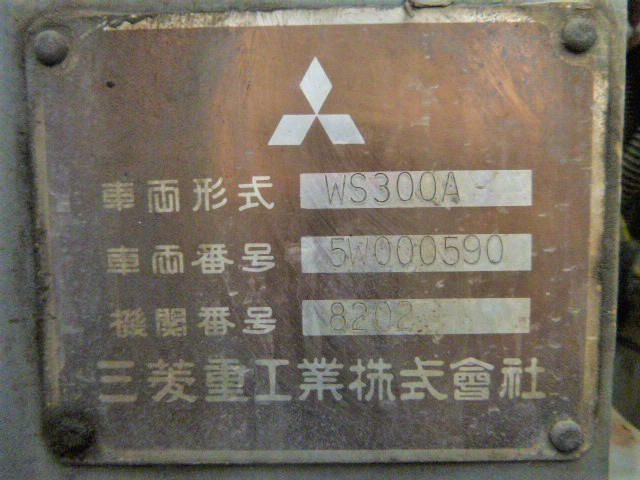 車両形式 WS300A
車両番号 5W000590
機関番号 8202
三菱重工業株式會社